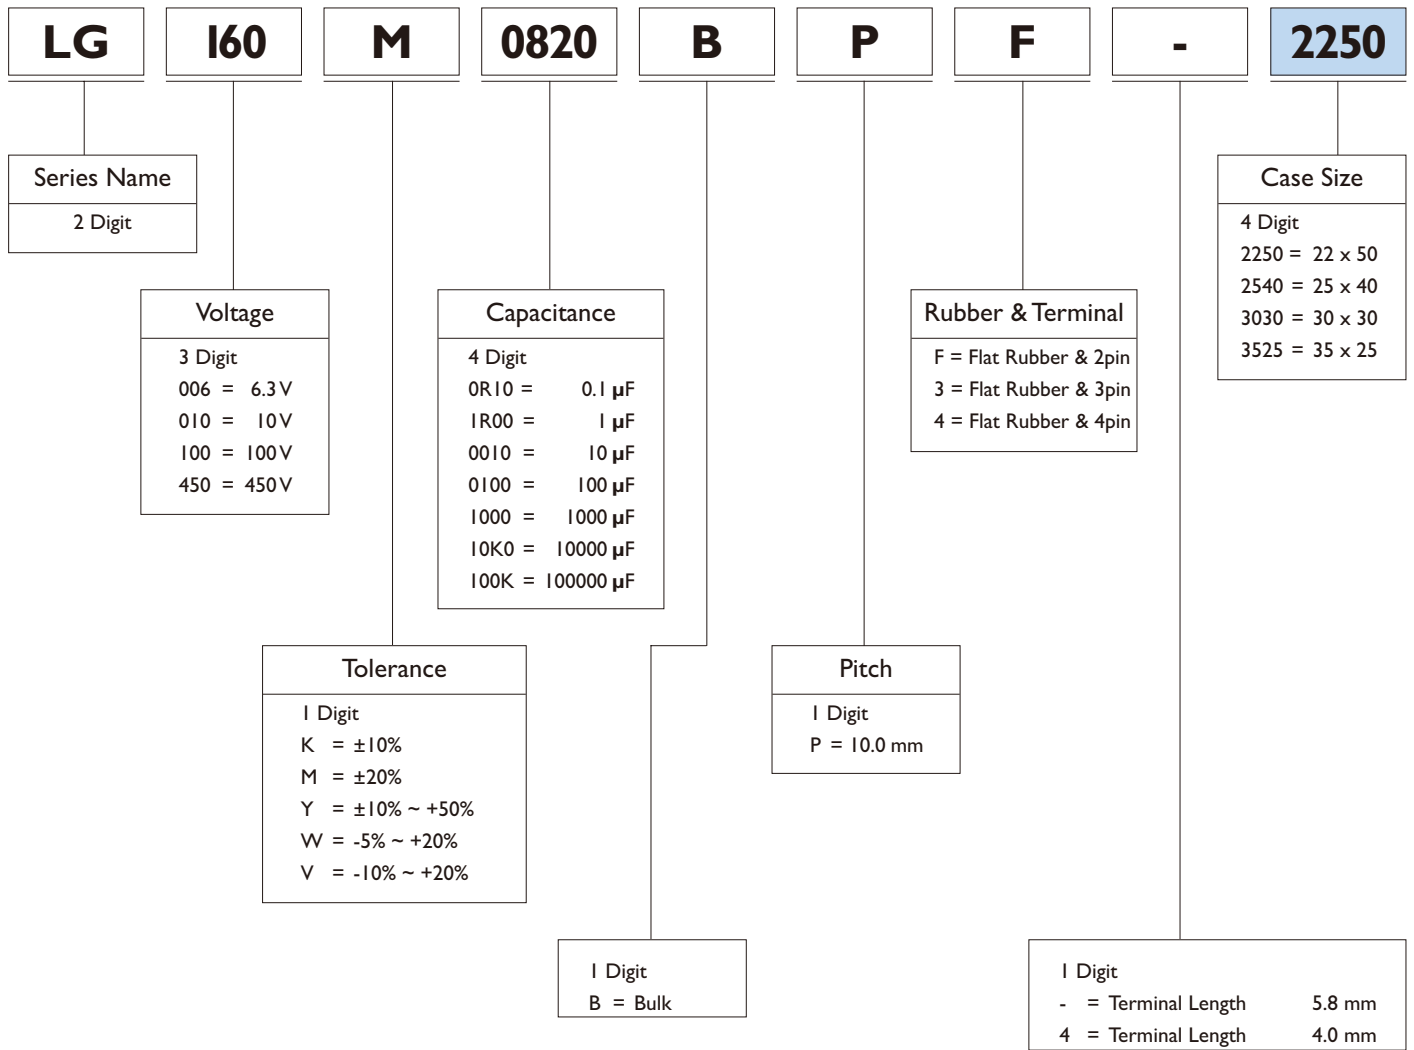 LG 160 M 0820 B P F - 2250
Series Name
2 Digit
Case Size
4 Digit
2250 = 22 x 50
2540 = 25 x 40
3030 = 30 x 30
3525 = 35 x 25
Voltage
3 Digit
006 = 6.3 V
010 = 10 V
100 = 100 V
450 = 450 V
Capacitance
4 Digit
0R10 = 0.1 µF
1R00 = 1 µF
0010 = 10 µF
0100 = 100 µF
1000 = 1000 µF
10K0 = 10000 µF
100K = 100000 µF
Rubber & Terminal
F = Flat Rubber & 2pin
3 = Flat Rubber & 3pin
4 = Flat Rubber & 4pin
Tolerance
1 Digit
K = ±10%
M = ±20%
Y = ±10% ~ +50%
W = -5% ~ +20%
V = -10% ~ +20%
Pitch
1 Digit
P = 10.0 mm
1 Digit
B = Bulk
1 Digit
- = Terminal Length 5.8 mm
4 = Terminal Length 4.0 mm